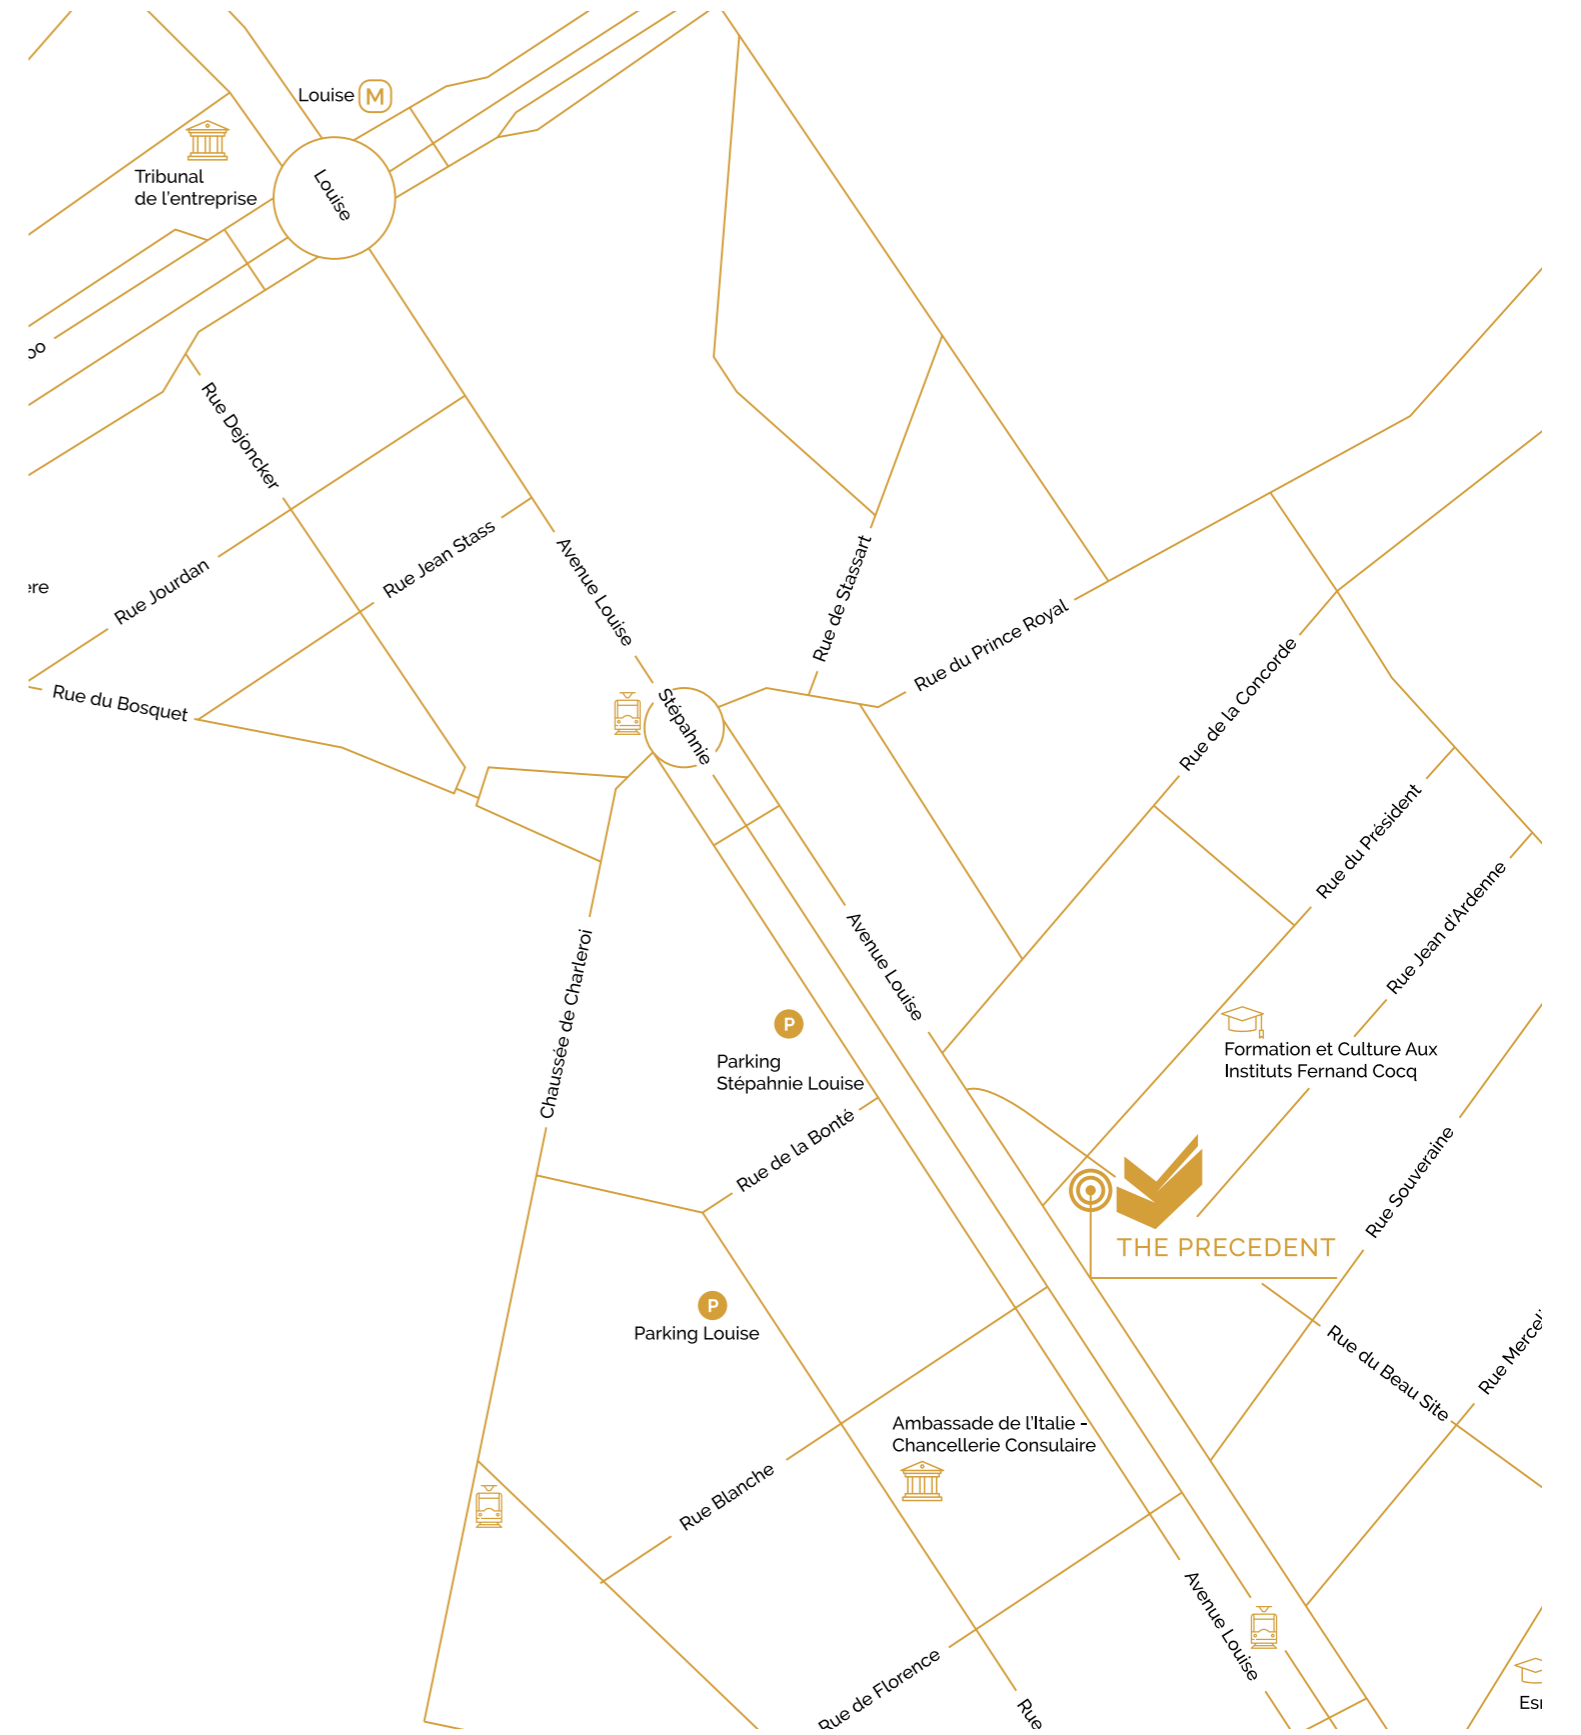 Louise M
Tribunal
de l'entreprise
Louise
Rue Dejoncker
Rue Jourdan
Rue Jean Stass
Avenue Louise
Rue de Stassart
Rue du Prince Royal
Rue du Bosquet
Stépahnie
Rue de la Concorde
Rue du Président
Rue Jean d'Ardenne
Chaussée de Charleroi
Avenue Louise
P
Parking
Stépahnie Louise
Formation et Culture Aux
Instituts Fernand Cocq
Rue de la Bonté
Rue Souveraine
THE PRECEDENT
P
Parking Louise
Rue du Beau Site
Rue Merce
Ambassade de l'Italie -
Chancellerie Consulaire
Rue Blanche
Avenue Louise
Rue de Florence
Rue